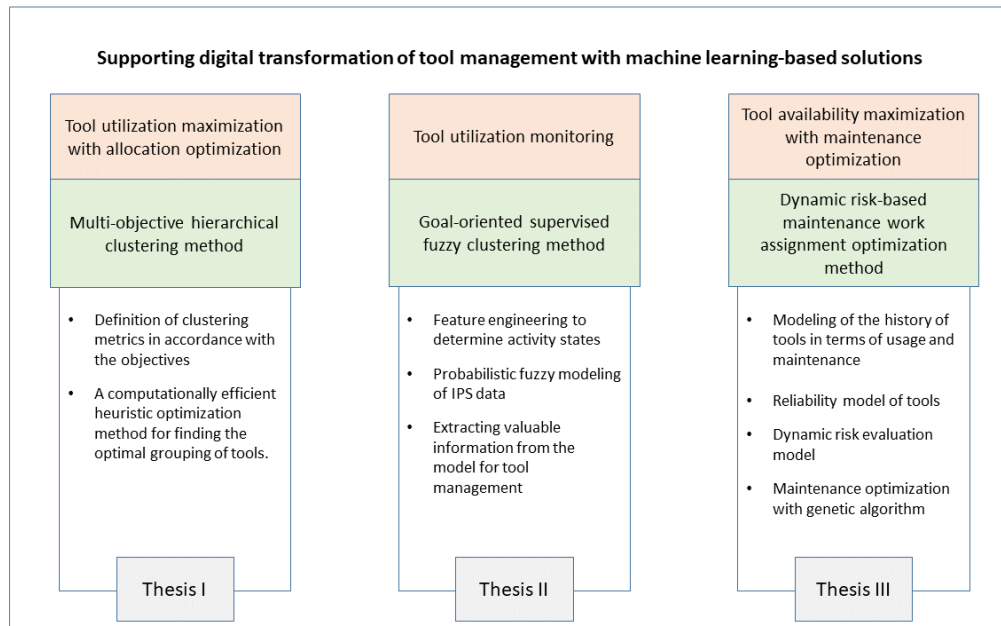 Supporting digital transformation of tool management with machine learning-based solutions
Tool utilization maximization
with allocation optimization
Multi-objective hierarchical
clustering method
• Definition of clustering
metrics in accordance with
the objectives
• A computationally efficient
heuristic optimization
method for finding the
optimal grouping of tools.
Thesis I
Tool utilization monitoring
Goal-oriented supervised
fuzzy clustering method
• Feature engineering to
determine activity states
• Probabilistic fuzzy modeling
of IPS data
• Extracting valuable
information from the
model for tool
management
Thesis II
Tool availability maximization
with maintenance
optimization
Dynamic risk-based
maintenance work
assignment optimization
method
• Modeling of the history of
tools in terms of usage and
maintenance
• Reliability model of tools
• Dynamic risk evaluation
model
• Maintenance optimization
with genetic algorithm
Thesis III